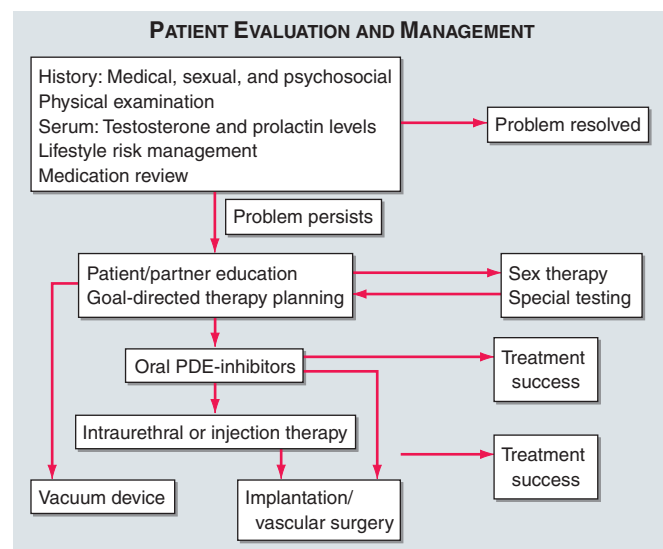 PATIENT EVALUATION AND MANAGEMENT
History: Medical, sexual, and psychosocial
Physical examination
Serum: Testosterone and prolactin levels
Lifestyle risk management
Medication review
Problem resolved
Problem persists
Patient/partner education
Goal-directed therapy planning
Sex therapy
Special testing
Oral PDE-inhibitors
Treatment
success
Intraurethral or injection therapy
Treatment
success
Vacuum device
Implantation/
vascular surgery